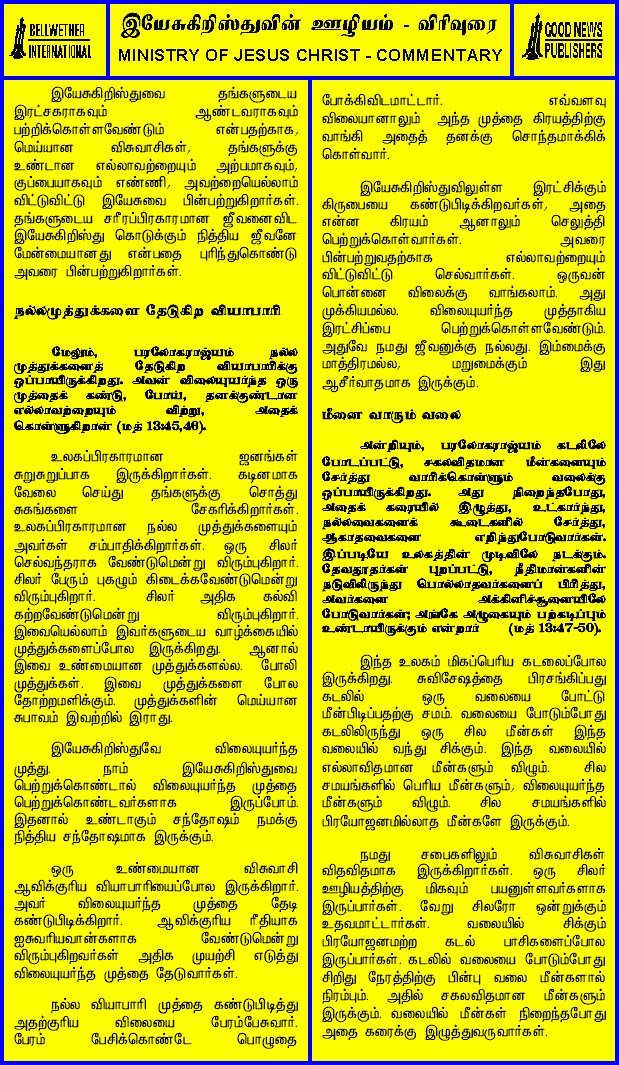 BELLWETHER
INTERNATIONAL
இயேசுகிறிஸ்துவின் ஊழியம் - விரிவுரை
MINISTRY OF JESUS CHRIST - COMMENTARY
GOOD NEWS
PUBLISHERS
இயேசுகிறிஸ்துவை தங்களுடைய
இரட்சகராகவும் ஆண்டவராகவும்
பற்றிக்கொள்ளவேண்டும் என்பதற்காக,
மெய்யான விசுவாசிகள், தங்களுக்கு
உண்டான எல்லாவற்றையும் அற்பமாகவும்,
குப்பையாகவும் எண்ணி, அவற்றையெல்லாம்
விட்டுவிட்டு இயேசுவை பின்பற்றுகிறார்கள்.
தங்களுடைய சரீரப்பிரகாரமான ஜீவனைவிட
இயேசுகிறிஸ்து கொடுக்கும் நித்திய ஜீவனே
மேன்மையானது என்பதை புரிந்துகொண்டு
அவரை பின்பற்றுகிறார்கள்.
நல்லமுத்துக்களை தேடுகிற வியாபாரி
மேலும், பரலோகராஜ்யம் நல்ல
முத்துக்களைத் தேடுகிற வியாபாரிக்கு
ஒப்பாயிருக்கிறது. அவன் விலையுயர்ந்த ஒரு
முத்தைக் கண்டு, போய், தனக்குண்டான
எல்லாவற்றையும் விற்று, அதைக்
கொள்ளுகிறான் (மத் 13:45,46).
உலகப்பிரகாரமான ஜனங்கள்
சுறுசுறுப்பாக இருக்கிறார்கள். கடினமாக
வேலை செய்து தங்களுக்கு சொத்து
சுகங்களை சேகரிக்கிறார்கள்.
உலகப்பிரகாரமான நல்ல முத்துக்களையும்
அவர்கள் சம்பாதிக்கிறார்கள். ஒரு சிலர்
செல்வந்தராக வேண்டுமென்று விரும்புகிறார்.
சிலர் பேரும் புகழும் கிடைக்கவேண்டுமென்று
விரும்புகிறார். சிலர் அதிக கல்வி
கற்றவேண்டுமென்று விரும்புகிறார்.
இவையெல்லாம் இவர்களுடைய வாழ்க்கையில்
முத்துக்களைப்போல இருக்கிறது. ஆனால்
இவை உண்மையான முத்துக்களல்ல. போலி
முத்துக்கள். இவை முத்துக்களை போல
தோற்றமளிக்கும். முத்துக்களின் மெய்யான
சுபாவம் இவற்றில் இராது.
இயேசுகிறிஸ்துவே விலையுயர்ந்த
முத்து. நாம் இயேசுகிறிஸ்துவை
பெற்றுக்கொண்டால் விலையுயர்ந்த முத்தை
பெற்றுக்கொண்டவர்களாக இருப்போம்.
இதனால் உண்டாகும் சந்தோஷம் நமக்கு
நித்திய சந்தோஷமாக இருக்கும்.
ஒரு உண்மையான விசுவாசி
ஆவிக்குரிய வியாபாரியைப்போல இருக்கிறார்.
அவர் விலையுயர்ந்த முத்தை தேடி
கண்டுபிடிக்கிறார். ஆவிக்குரிய ரீதியாக
ஐசுவரியவான்களாக வேண்டுமென்று
விரும்புகிறவர்கள் அதிக முயற்சி எடுத்து
விலையுயர்ந்த முத்தை தேடுவார்கள்.
நல்ல வியாபாரி முத்தை கண்டுபிடித்து
அதற்குரிய விலையை பேரம்பேசுவார்.
பேரம் பேசிக்கொண்டே பொழுதை
போக்கிவிடமாட்டார். எவ்வளவு
விலையானாலும் அந்த முத்தை கிரயத்திற்கு
வாங்கி அதைத் தனக்கு சொந்தமாக்கிக்
கொள்வார்.
இயேசுகிறிஸ்துவிலுள்ள இரட்சிக்கும்
கிருபையை கண்டுபிடிக்கிறவர்கள், அதை
என்ன கிரயம் ஆனாலும் செலுத்தி
பெற்றுக்கொள்வார்கள். அவரை
பின்பற்றுவதற்காக எல்லாவற்றையும்
விட்டுவிட்டு செல்வார்கள். ஒருவன்
பொன்னை விலைக்கு வாங்கலாம். அது
முக்கியமல்ல. விலையுயர்ந்த முத்தாகிய
இரட்சிப்பை பெற்றுக்கொள்ளவேண்டும்.
அதுவே நமது ஜீவனுக்கு நல்லது. இம்மைக்கு
மாத்திரமல்ல, மறுமைக்கும் இது
ஆசீர்வாதமாக இருக்கும்.
மீனை வாரும் வலை
அன்றியும், பரலோகராஜ்யம் கடலிலே
போடப்பட்டு, சகலவிதமான மீன்களையும்
சேர்த்து வாரிக்கொள்ளும் வலைக்கு
ஒப்பாயிருக்கிறது. அது நிறைந்தபோது,
அதைக் கரையில் இழுத்து, உட்கார்ந்து,
நல்லவைகளைக் கூடைகளில் சேர்த்து,
ஆகாதவைகளை எறிந்துபோடுவார்கள்.
இப்படியே உலகத்தின் முடிவிலே நடக்கும்.
தேவதூதர்கள் புறப்பட்டு, நீதிமான்களின்
நடுவிலிருந்து பொல்லாதவர்களைப் பிரித்து,
அவர்களை அக்கினிச்சூளையிலே
போடுவார்கள்; அங்கே அழுகையும் பற்கடிப்பும்
உண்டாயிருக்கும் என்றார் (மத் 13:47-50).
இந்த உலகம் மிகப்பெரிய கடலைப்போல
இருக்கிறது. சுவிசேஷத்தை பிரசங்கிப்பது
கடலில் ஒரு வலையை போட்டு
மீன்பிடிப்பதற்கு சமம். வலையை போடும்போது
கடலிலிருந்து ஒரு சில மீன்கள் இந்த
வலையில் வந்து சிக்கும். இந்த வலையில்
எல்லாவிதமான மீன்களும் விழும். சில
சமயங்களில் பெரிய மீன்களும், விலையுயர்ந்த
மீன்களும் விழும். சில சமயங்களில்
பிரயோஜனமில்லாத மீன்களே இருக்கும்.
நமது சபைகளிலும் விசுவாசிகள்
விதவிதமாக இருக்கிறார்கள். ஒரு சிலர்
ஊழியத்திற்கு மிகவும் பயனுள்ளவர்களாக
இருப்பார்கள். வேறு சிலரோ ஒன்றுக்கும்
உதவமாட்டார்கள். வலையில் சிக்கும்
பிரயோஜனமற்ற கடல் பாசிகளைப்போல
இருப்பார்கள். கடலில் வலையை போடும்போது
சிறிது நேரத்திற்கு பின்பு வலை மீன்களால்
நிரம்பும். அதில் சகலவிதமான மீன்களும்
இருக்கும். வலையில் மீன்கள் நிறைந்தபோது
அதை கரைக்கு இழுத்துவருவார்கள்.